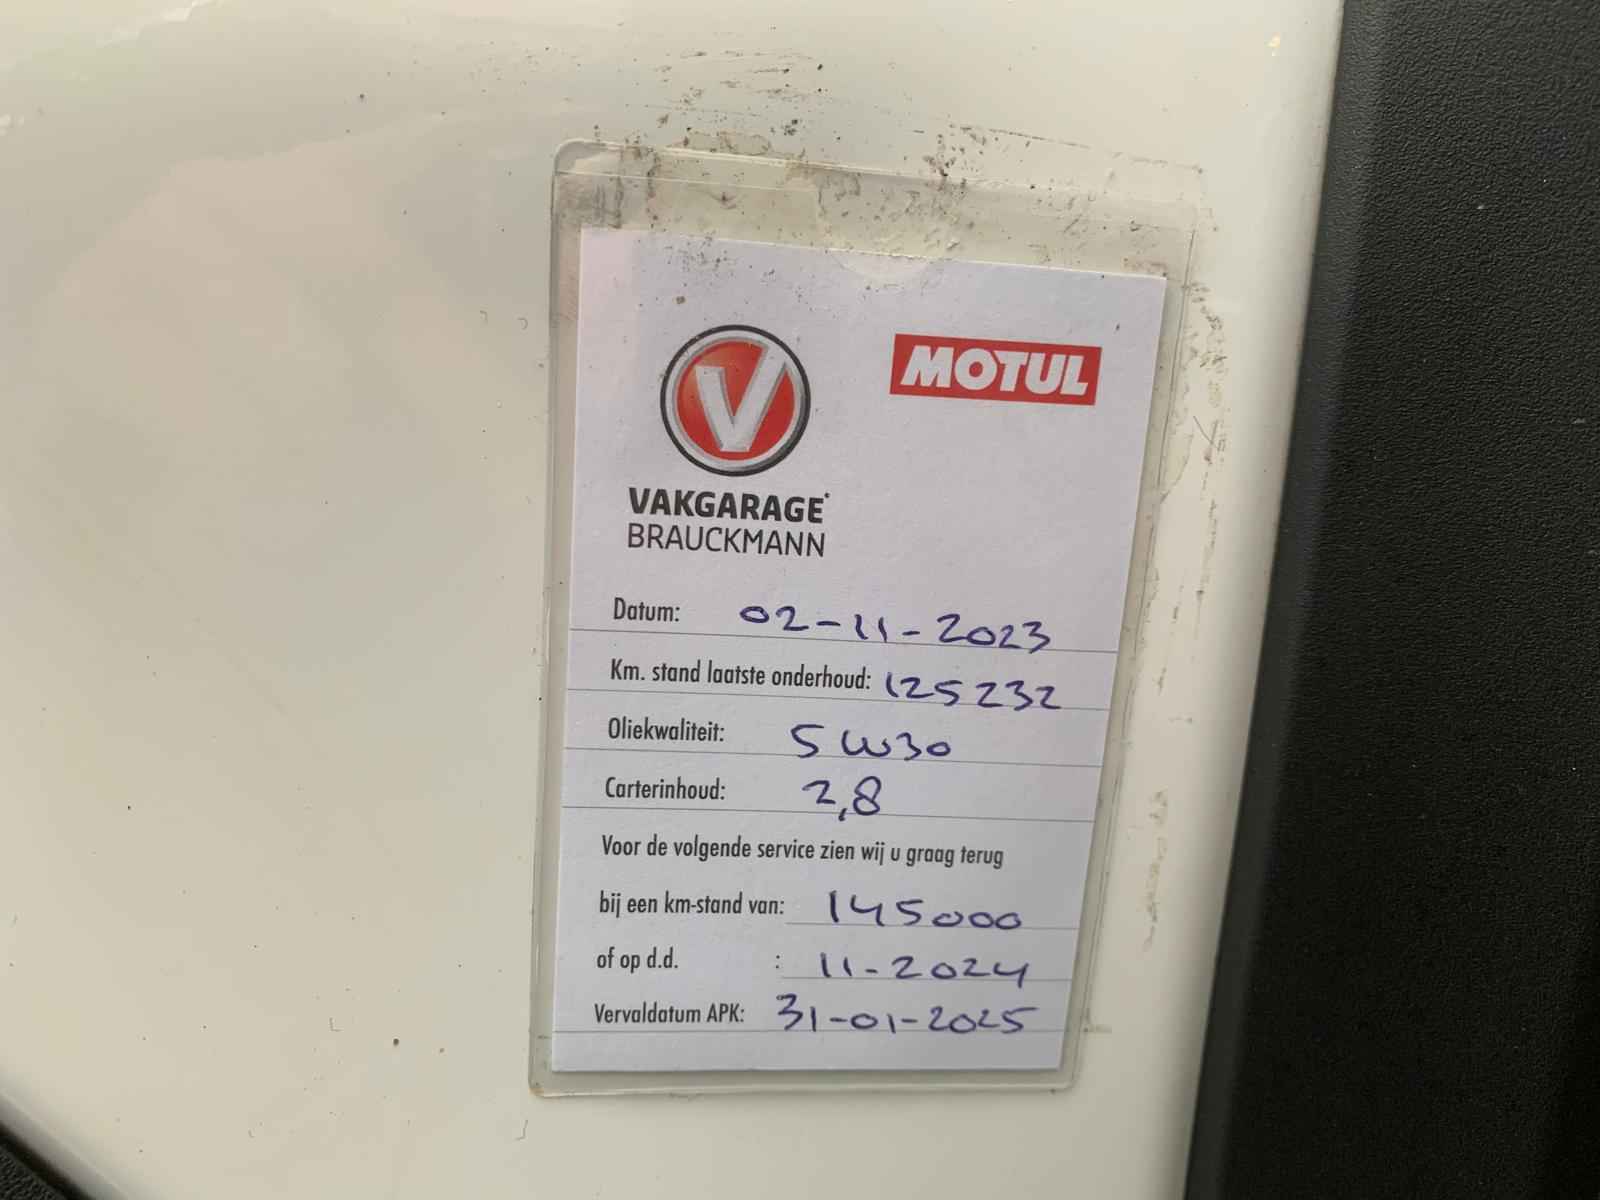 V
MOTUL
VAKGARAGE
BRAUCKMANN
Datum: 02-11-2023
Km. stand laatste onderhoud: 125232
Oliekwaliteit: 5W30
Carterinhoud: 2,8
Voor de volgende service zien wij u graag terug
bij een km-stand van: 145000
of op d.d. : 11-2024
Vervaldatum APK: 31-01-2025